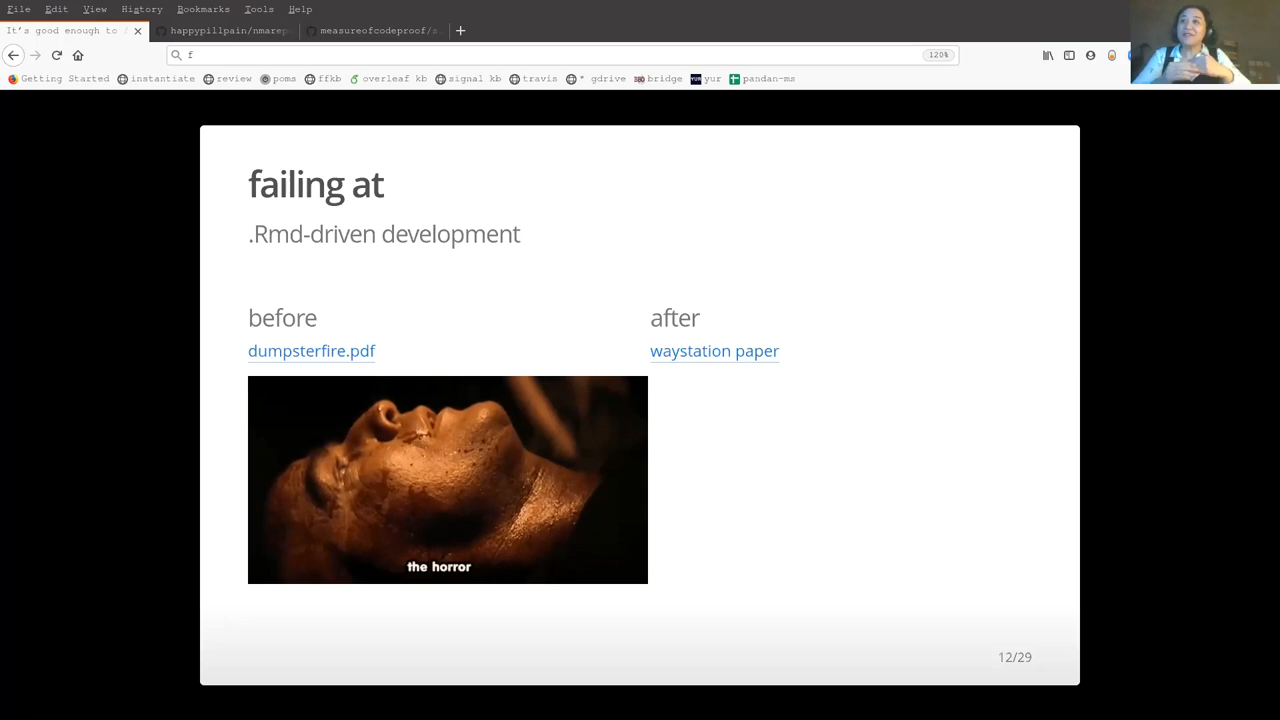 File Edit View History Bookmarks Tools Help
It's good enough to
happypillpain/nmarep
measureofcodeproof/s
f
120%
Getting Started instantiate review poms ffkb overleaf kb signal kb travis * gdrive bridge yur pandan-ms
failing at
.Rmd-driven development
before
after
dumpsterfire.pdf
waystation paper
the horror
12/29